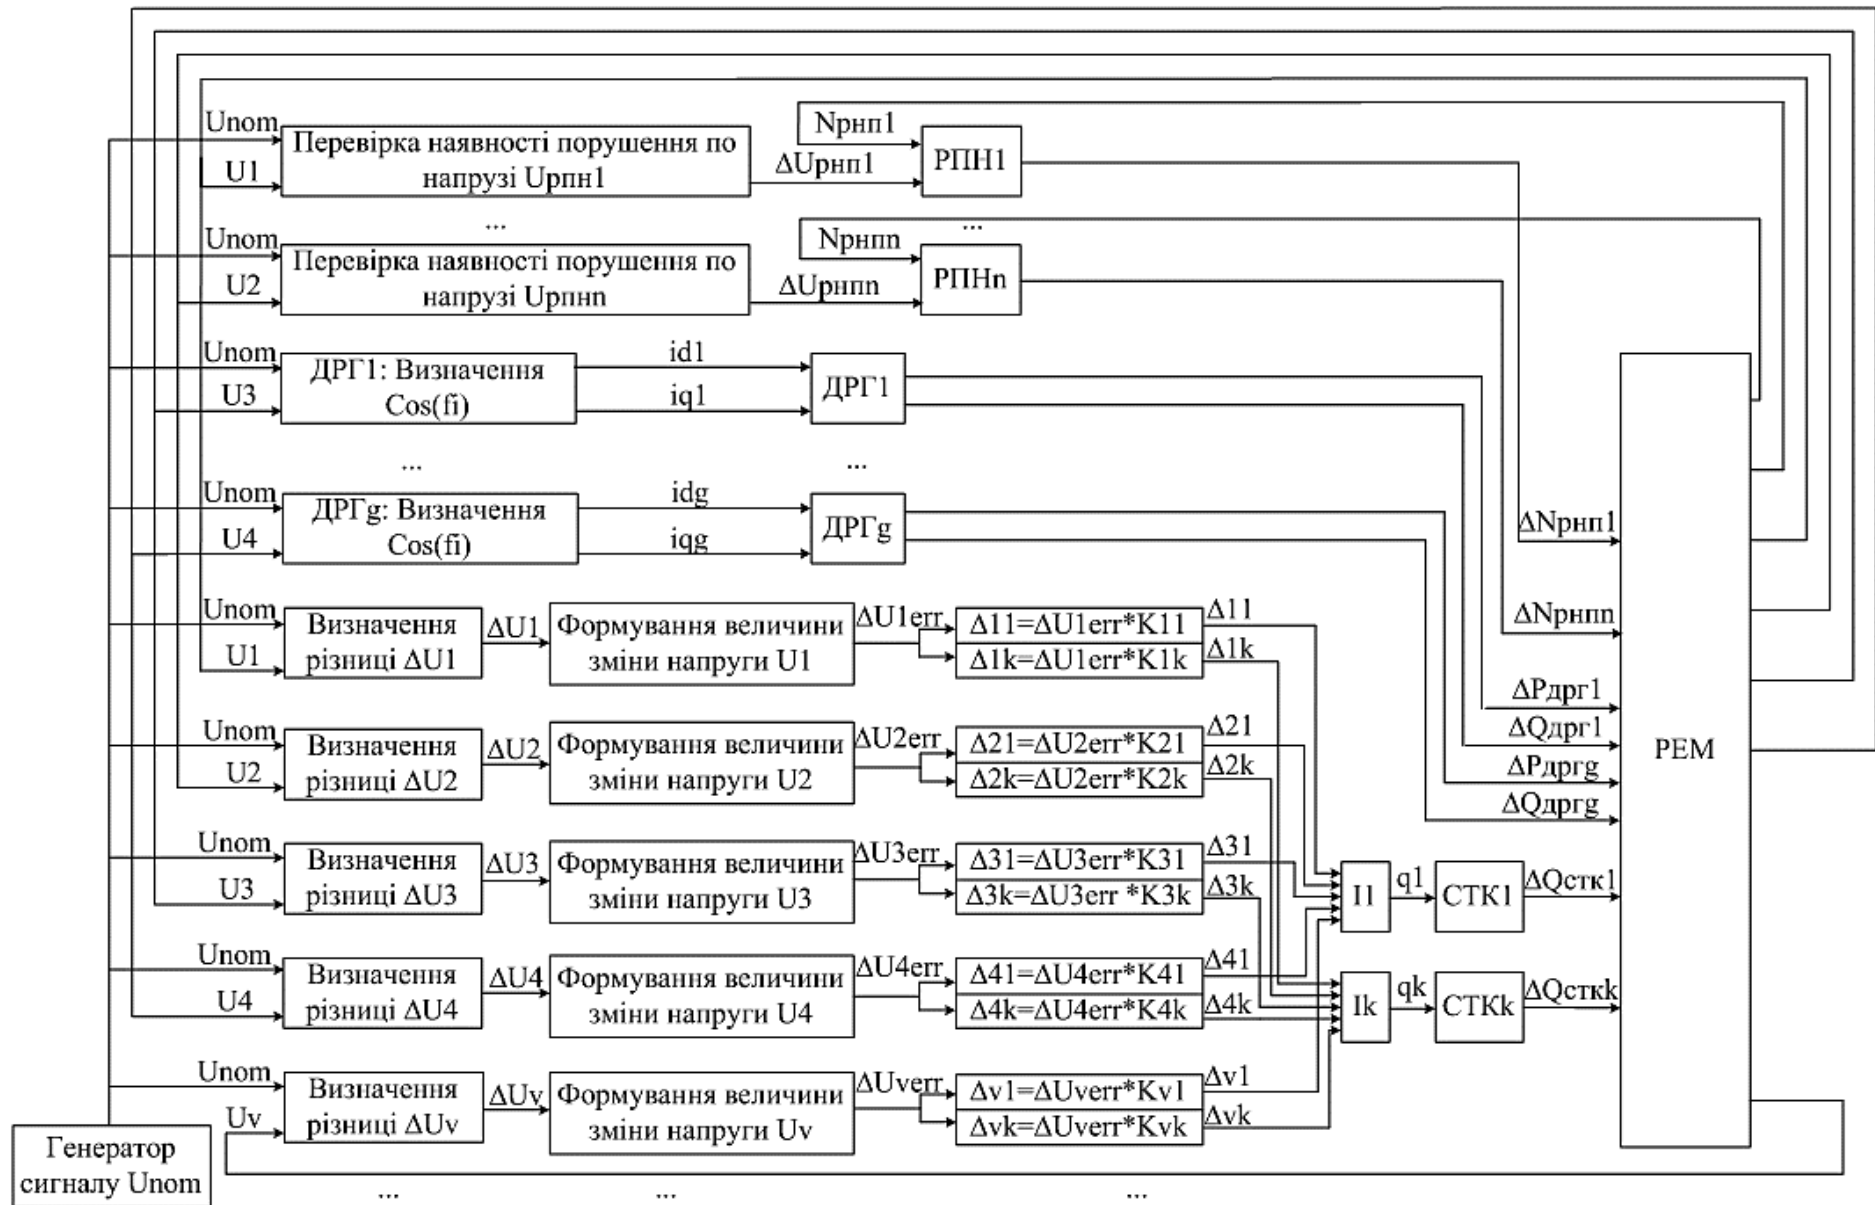 Unom
U1
Перевірка наявності порушення по
напрузі Uрпн1
ΔUрнп1
Nрнп1
РПН1
...
...
Unom
U2
Перевірка наявності порушення по
напрузі Uрпнn
ΔUрнпn
Nрнпn
РПНn
Unom
U3
ДРГ1: Визначення
Cos(fi)
id1
iq1
ДРГ1
...
...
Unom
U4
ДРГg: Визначення
Cos(fi)
idg
iqg
ДРГg
ΔNрнп1
ΔNрнпn
ΔPдрг1
ΔQдрг1
ΔPдргg
ΔQдргg
РЕМ
Unom
U1
Визначення
різниці ΔU1
ΔU1
Формування величини
зміни напруги U1
ΔU1err
Δ11=ΔU1err*K11
Δ1k=ΔU1err*K1k
Δ11
Δ1k
Unom
U2
Визначення
різниці ΔU2
ΔU2
Формування величини
зміни напруги U2
ΔU2err
Δ21=ΔU2err*K21
Δ2k=ΔU2err*K2k
Δ21
Δ2k
Unom
U3
Визначення
різниці ΔU3
ΔU3
Формування величини
зміни напруги U3
ΔU3err
Δ31=ΔU3err*K31
Δ3k=ΔU3err *K3k
Δ31
Δ3k
I1
q1
СТК1
ΔQстк1
Unom
U4
Визначення
різниці ΔU4
ΔU4
Формування величини
зміни напруги U4
ΔU4err
Δ41=ΔU4err*K41
Δ4k=ΔU4err*K4k
Δ41
Δ4k
Ik
qk
СТКk
ΔQсткk
Unom
Uv
Визначення
різниці ΔUv
ΔUv
Формування величини
зміни напруги Uv
ΔUverr
Δv1=ΔUverr*Kv1
Δvk=ΔUverr*Kvk
Δv1
Δvk
Генератор
сигналу Unom
...
...
...